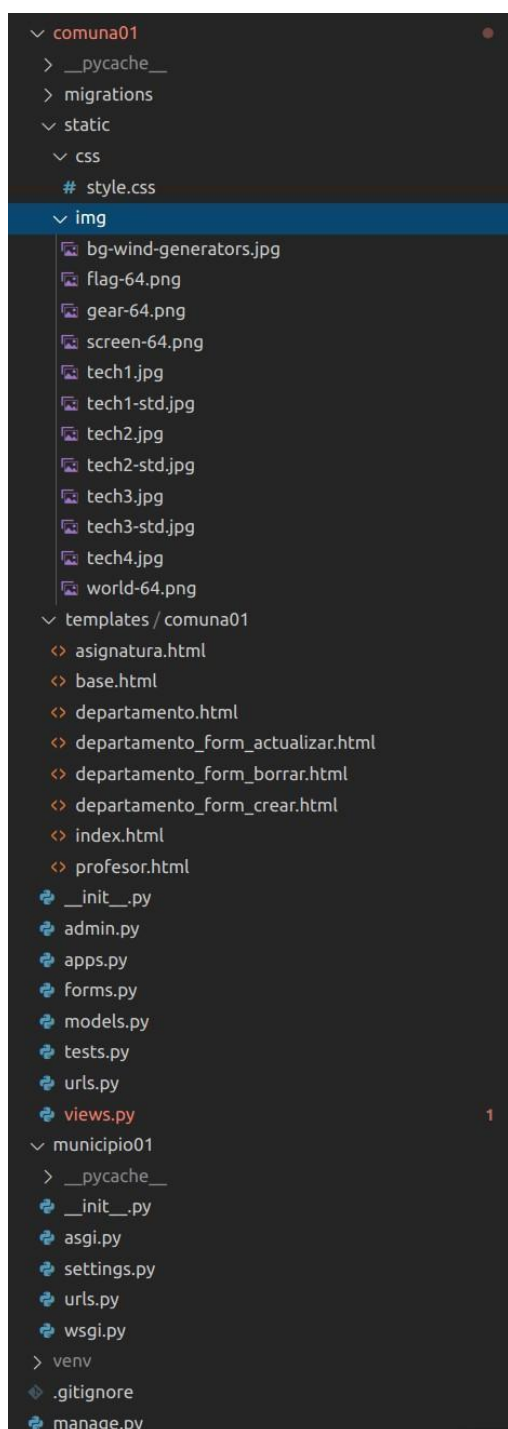 comuna01
__pycache__
migrations
static
css
# style.css
img
bg-wind-generators.jpg
flag-64.png
gear-64.png
screen-64.png
tech1.jpg
tech1-std.jpg
tech2.jpg
tech2-std.jpg
tech3.jpg
tech3-std.jpg
tech4.jpg
world-64.png
templates / comuna01
<> asignatura.html
<> base.html
<> departamento.html
<> departamento_form_actualizar.html
<> departamento_form_borrar.html
<> departamento_form_crear.html
<> index.html
<> profesor.html
__init__.py
admin.py
apps.py
forms.py
models.py
tests.py
urls.py
views.py 1
municipio01
__pycache__
__init__.py
asgi.py
settings.py
urls.py
wsgi.py
venv
.gitignore
manage.py